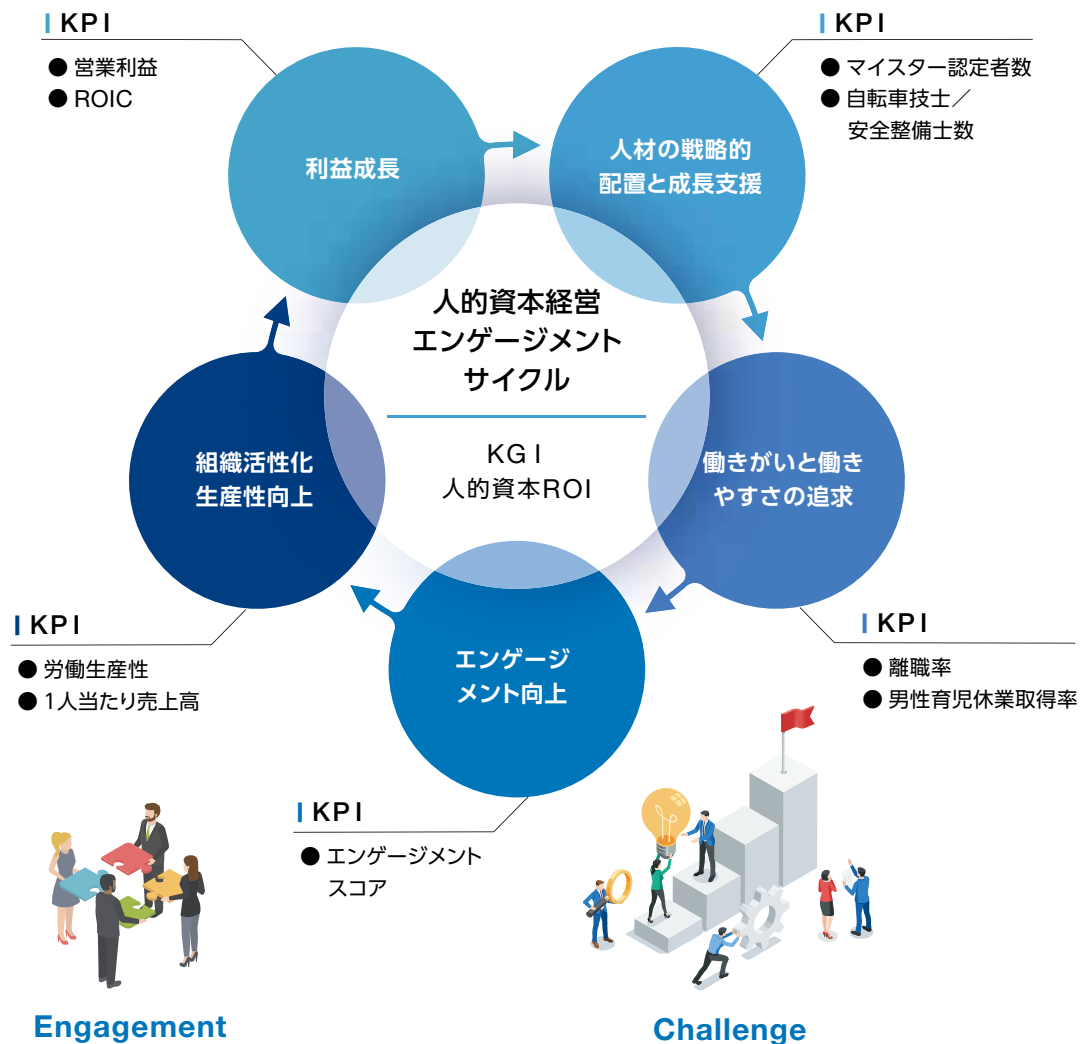 KPI
● 営業利益
● ROIC
KPI
● マイスター認定者数
● 自転車技士／
安全整備士数
利益成長
人材の戦略的
配置と成長支援
人的資本経営
エンゲージメント
サイクル
KGI
人的資本ROI
組織活性化
生産性向上
働きがいと働き
やすさの追求
エンゲージ
メント向上
KPI
● 労働生産性
● 1人当たり売上高
KPI
● 離職率
● 男性育児休業取得率
KPI
● エンゲージメント
スコア
Engagement
Challenge